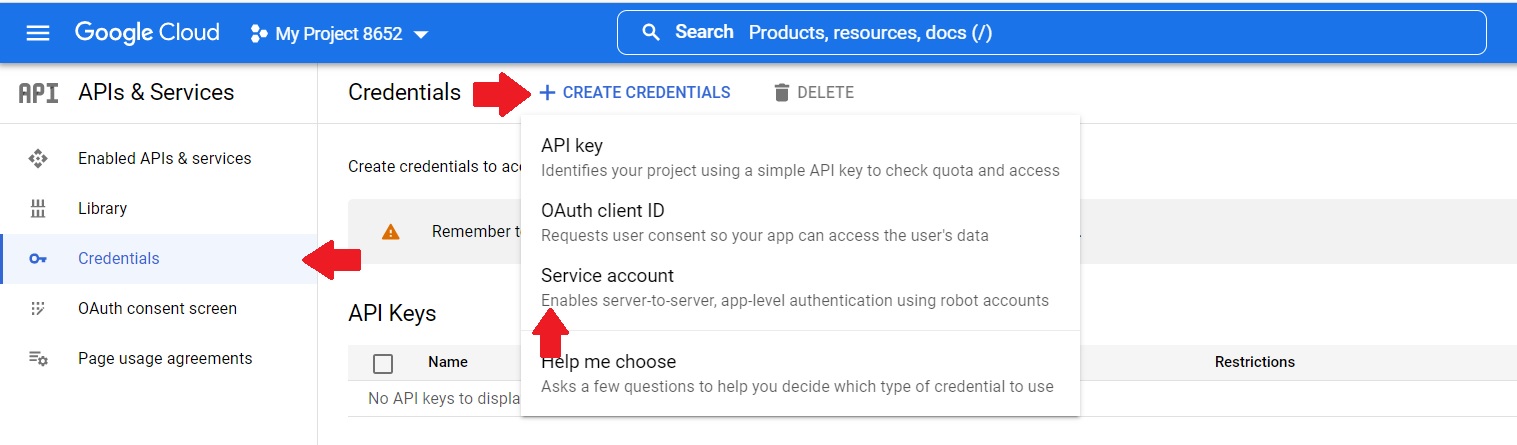 Google Cloud My Project 8652 Search Products, resources, docs (/)
API APIs & Services
Enabled APIs & services
Library
Credentials
OAuth consent screen
Page usage agreements
Credentials + CREATE CREDENTIALS DELETE
Create credentials to
Remember
API Keys
Name Restrictions
No API keys to
API key
Identifies your project using a simple API key to check quota and access
OAuth client ID
Requests user consent so your app can access the user's data
Service account
Enables server-to-server, app-level authentication using robot accounts
Help me choose
Asks a few questions to help you decide which type of credential to use